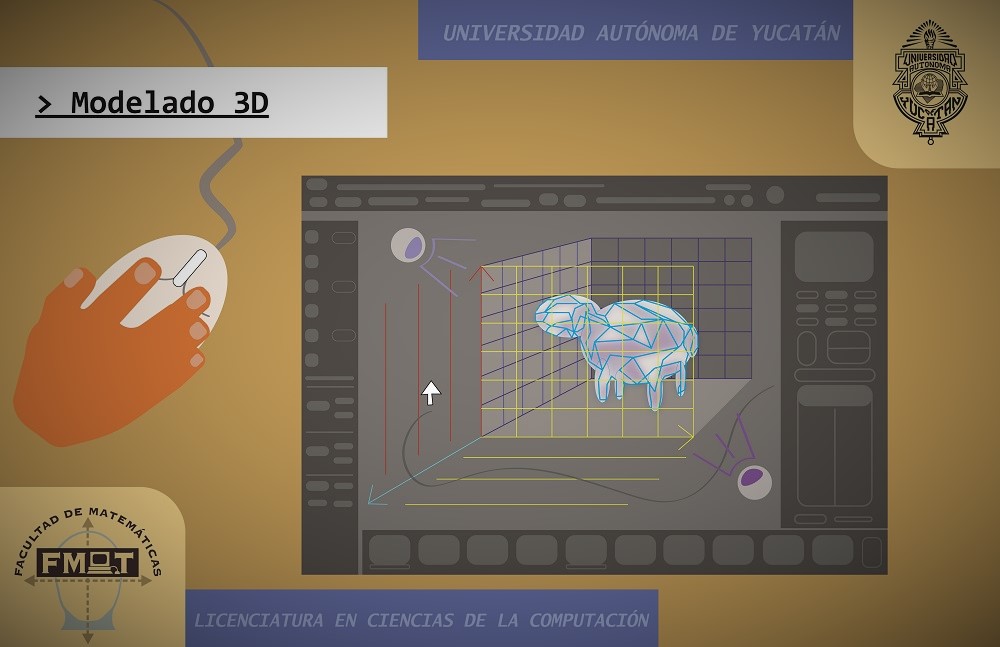 UNIVERSIDAD AUTÓNOMA DE YUCATÁN
UNIVERSIDAD
AUTÓNOMA
YUCATÁN
> Modelado 3D
FACULTAD DE MATEMÁTICAS
FMAT
LICENCIATURA EN CIENCIAS DE LA COMPUTACIÓN